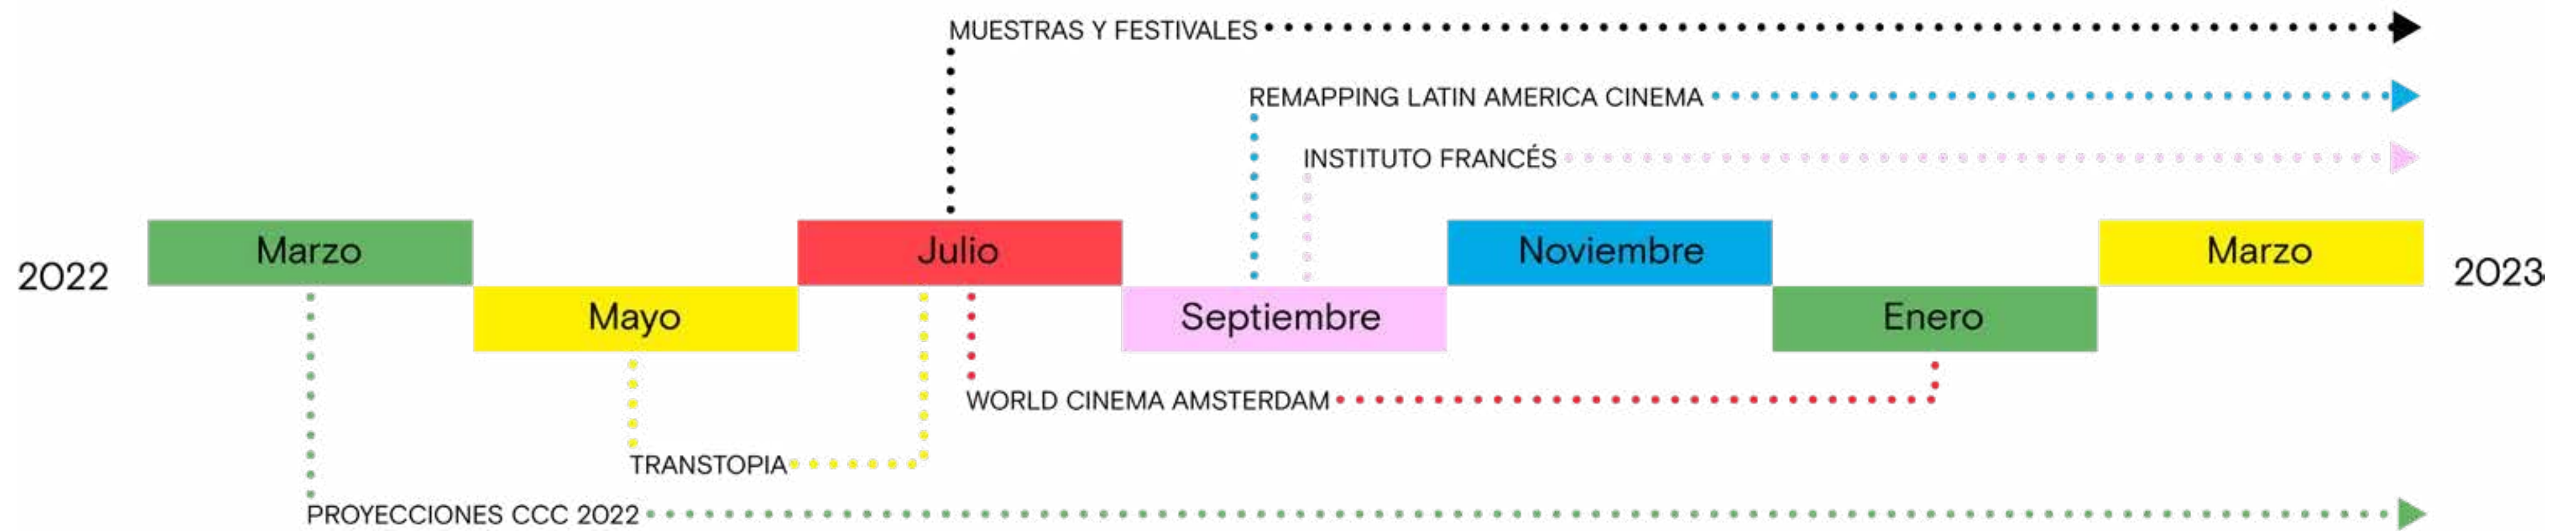 MUESTRAS Y FESTIVALES
REMAPPING LATIN AMERICA CINEMA
INSTITUTO FRANCÉS
2022
Marzo
Mayo
Julio
Septiembre
Noviembre
Enero
Marzo
2023
WORLD CINEMA AMSTERDAM
TRANSTOPIA
PROYECCIONES CCC 2022